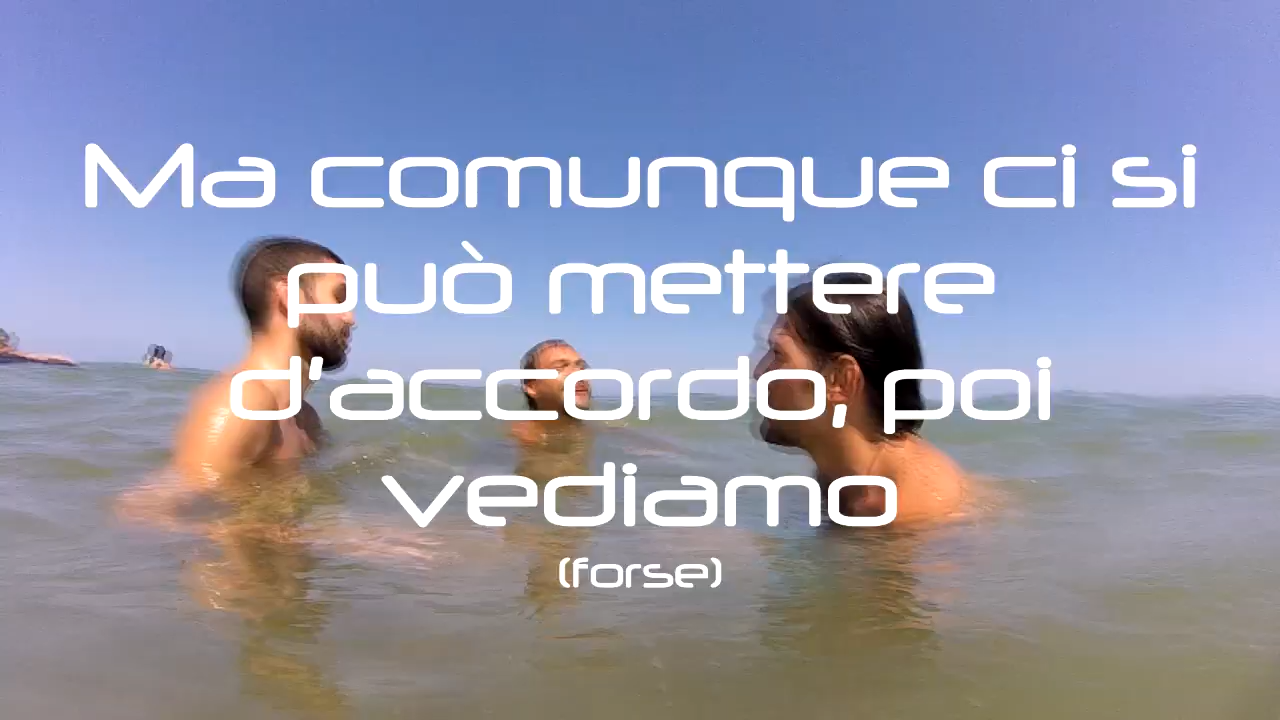 Ma comunque ci si
può mettere
d'accordo, poi
vediamo
(forse)